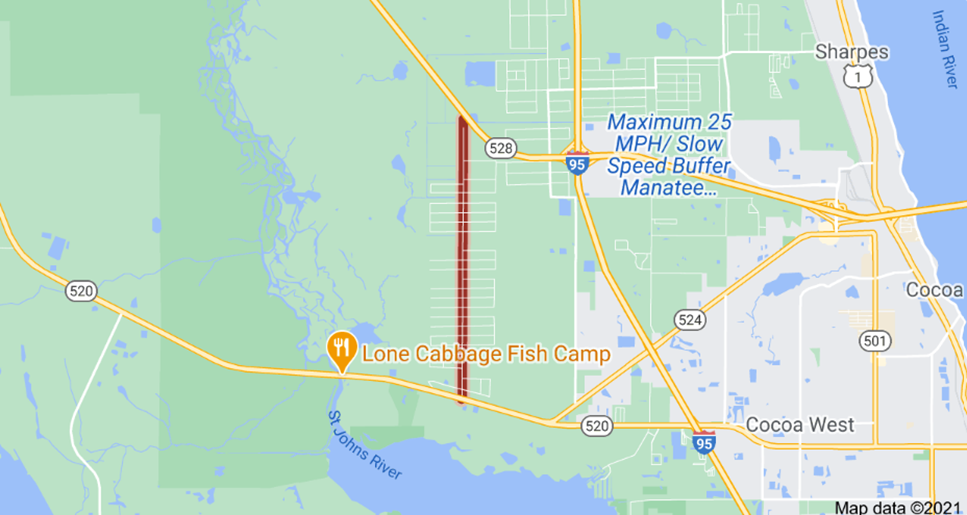 Indian River
Sharpes
1
Maximum 25
MPH/ Slow
Speed Buffer
Manatee...
528
95
520
Cocoa
524
501
Lone Cabbage Fish Camp
St Johns River
520
Cocoa West
95
Map data ©2021